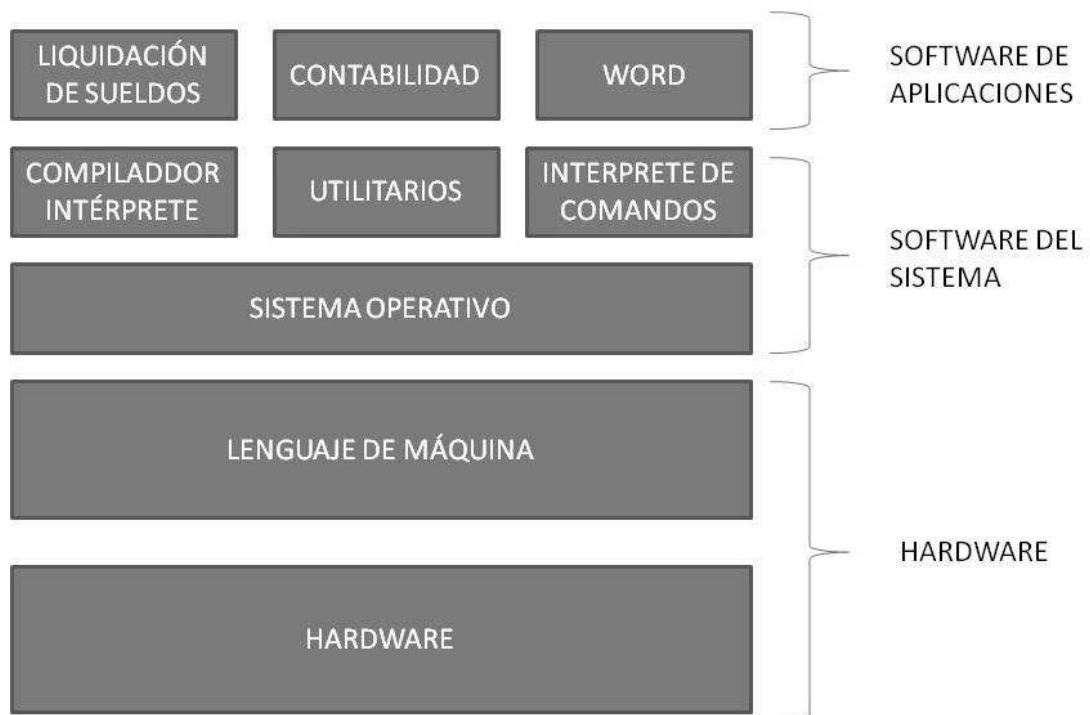 LIQUIDACIÓN
DE SUELDOS
CONTABILIDAD
WORD
SOFTWARE DE
APLICACIONES
COMPILADDOR
INTÉRPRETE
UTILITARIOS
INTERPRETE DE
COMANDOS
SOFTWARE DEL
SISTEMA
SISTEMA OPERATIVO
LENGUAJE DE MÁQUINA
HARDWARE
HARDWARE